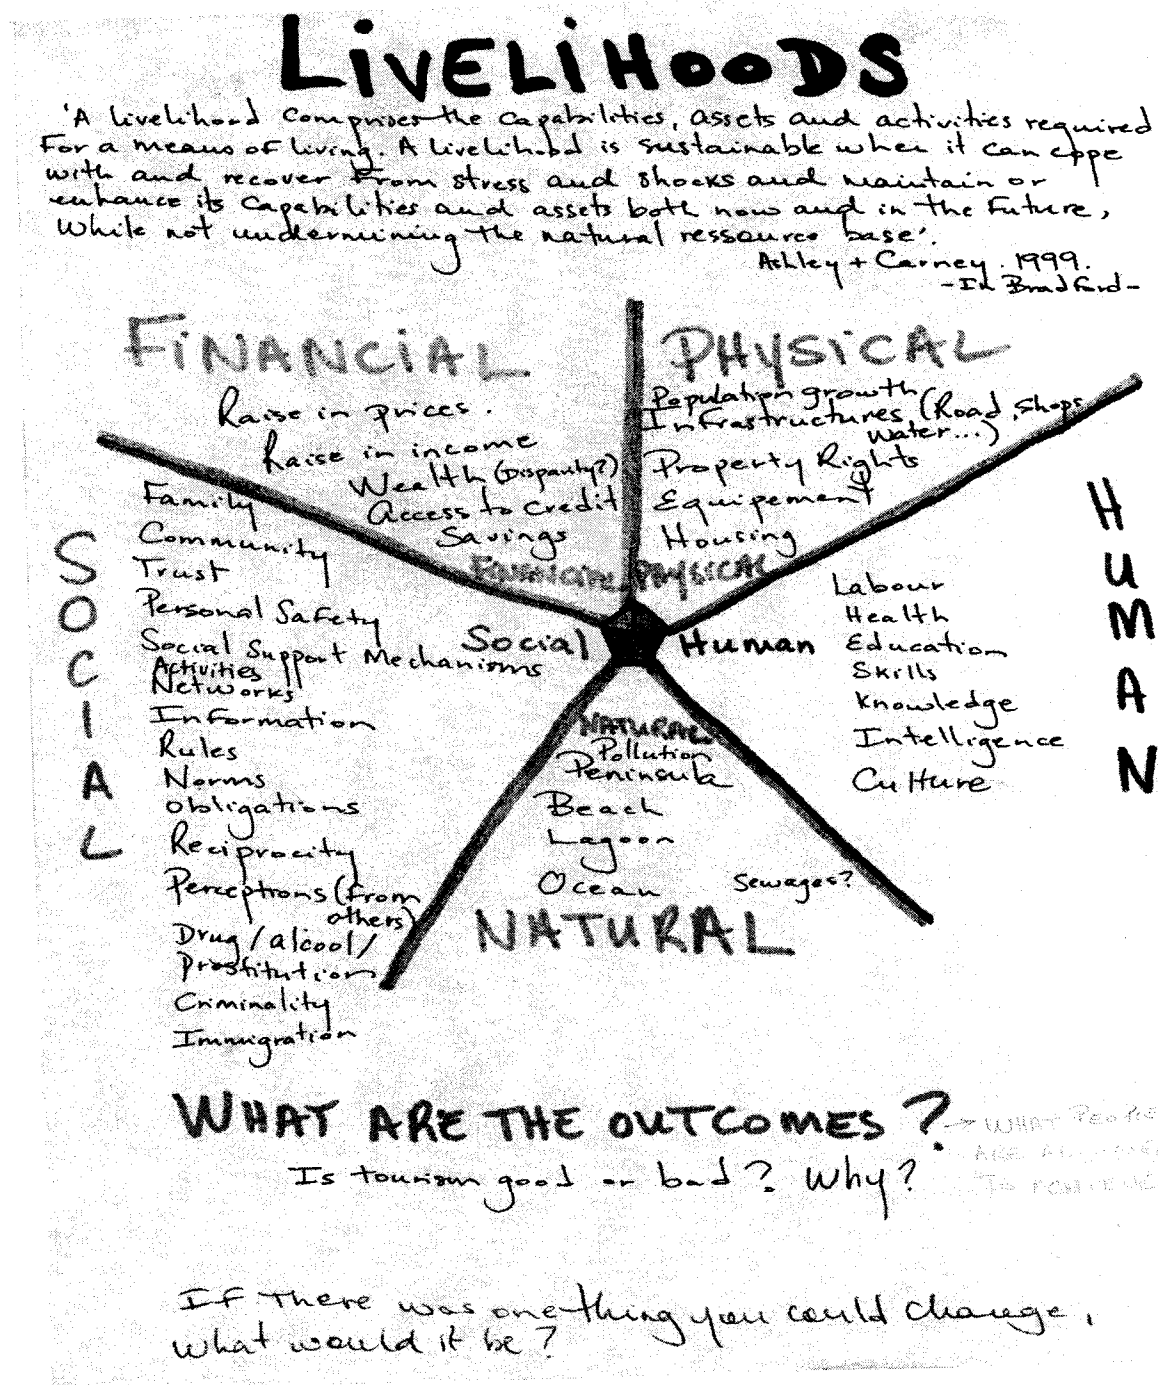 LiVELiHOODS
'A livelihood comprises the capabilities, assets and activities required
for a means of living. A livelihood is sustainable when it can cope
with and recover from stress and shocks and maintain or
enhance its capabilities and assets both now and in the future,
while not undermining the natural ressource base'.
Ashley + Carney. 1999.
-In Bradford-
FiNANCiAL
Raise in prices.
Raise in income
Wealth (Disparity?)
Access to credit
Savings
FINANCIAL
PHYSiCAL
Population growth
Infrastructures (Road, Shops
Water...)
Property Rights
Equipement
Housing
PHYSICAL
SOCIAL
Family
Community
Trust
Personal Safety
Social Support Mechanisms
Activities
Networks
Information
Rules
Norms
Obligations
Reciprocity
Perceptions (from
others)
Drug/alcool/
Prostitution
Criminality
Immigration
Social
Human
HUMAN
Labour
Health
Education
Skills
Knowledge
Intelligence
Culture
NATURAL
Pollution
Peninsula
Beach
Lagoon
Ocean
Sewages?
NATURAL
WHAT ARE THE OUTCOMES?
→ WHAT PEOPLE
ARE
TO ACHIEVE
Is tourism good or bad? Why?
If there was one thing you could change,
what would it be?